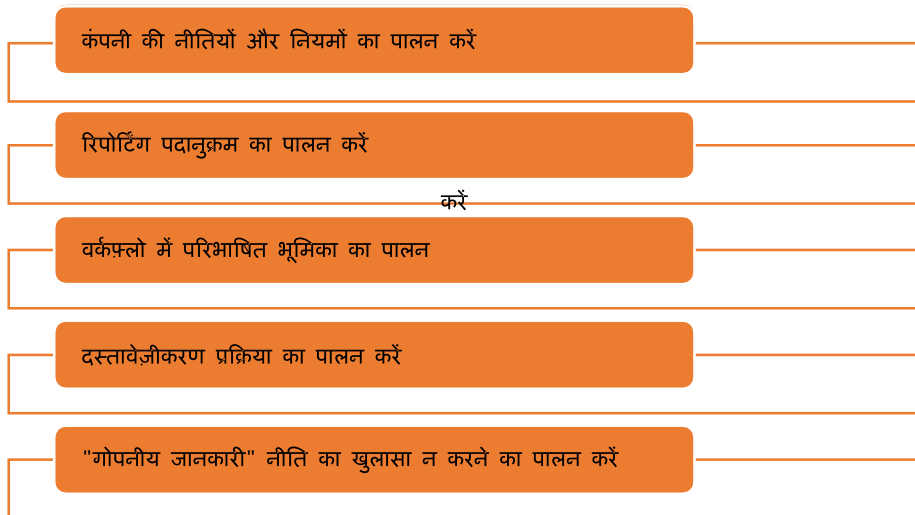 कंपनी की नीतियों और नियमों का पालन करें
रिपोर्टिंग पदानुक्रम का पालन करें
करें
वर्कफ़्लो में परिभाषित भूमिका का पालन
दस्तावेज़ीकरण प्रक्रिया का पालन करें
"गोपनीय जानकारी" नीति का खुलासा न करने का पालन करें